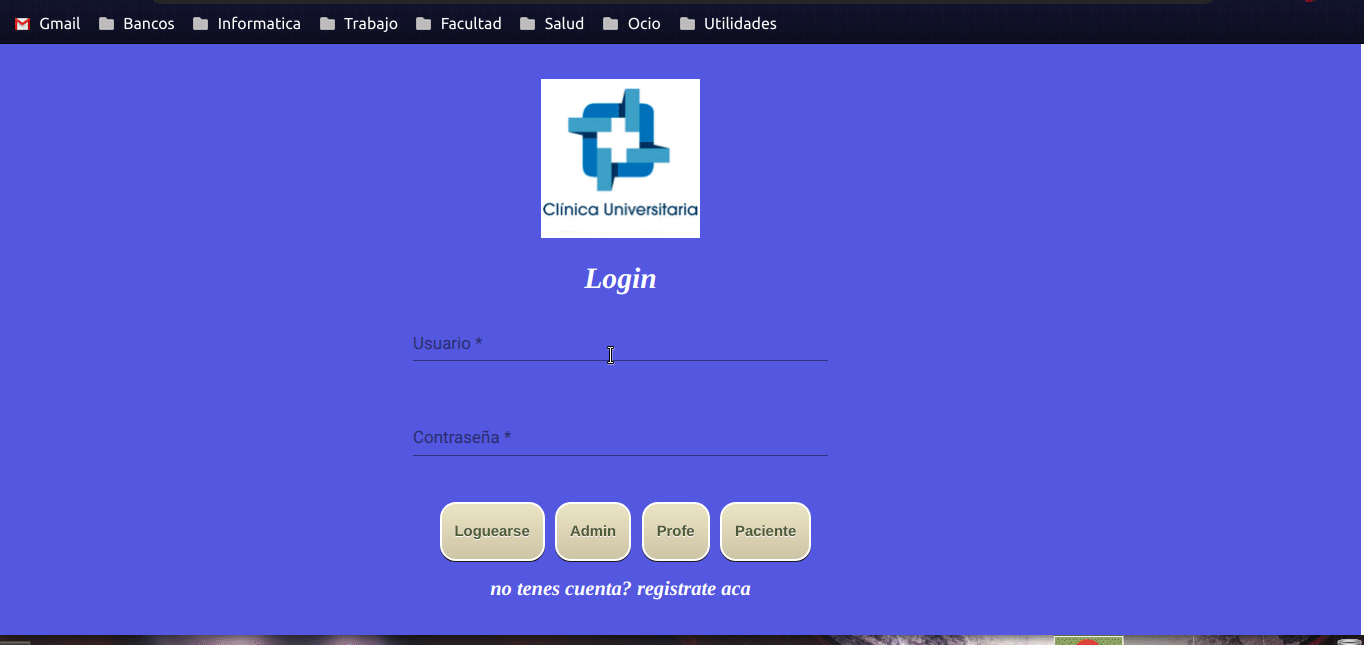 Gmail Bancos Informatica Trabajo Facultad Salud Ocio Utilidades
Clínica Universitaria
Login
Usuario *
Contraseña *
Loguearse Admin Profe Paciente
no tenes cuenta? registrate aca